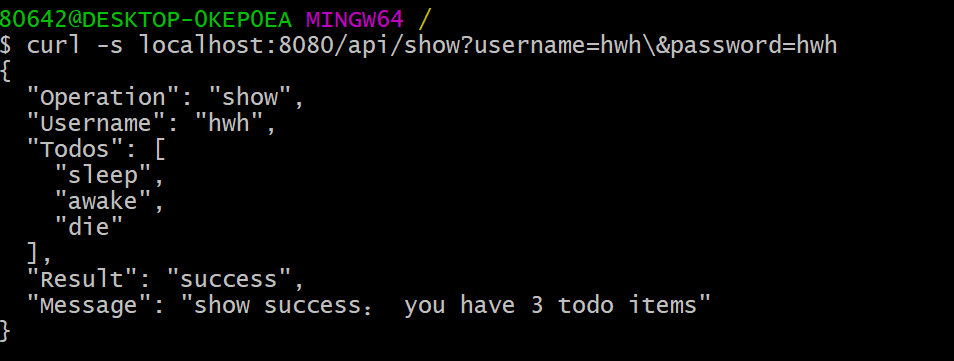 80642@DESKTOP-0KEP0EA MINGW64 /
$ curl -s localhost:8080/api/show?username=hwh\&password=hwh
{
  "Operation": "show",
  "Username": "hwh",
  "Todos": [
    "sleep",
    "awake",
    "die"
  ],
  "Result": "success",
  "Message": "show success： you have 3 todo items"
}